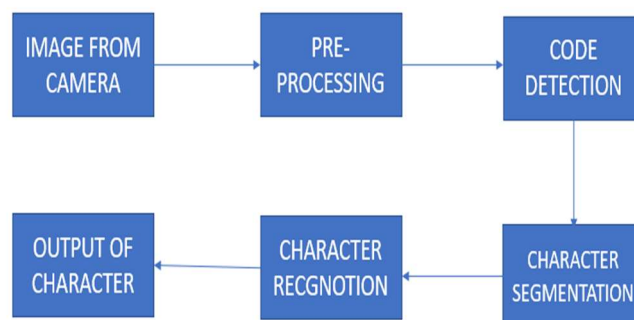 IMAGE FROM
CAMERA
PRE-
PROCESSING
CODE
DETECTION
CHARACTER
SEGMENTATION
CHARACTER
RECGNOTION
OUTPUT OF
CHARACTER